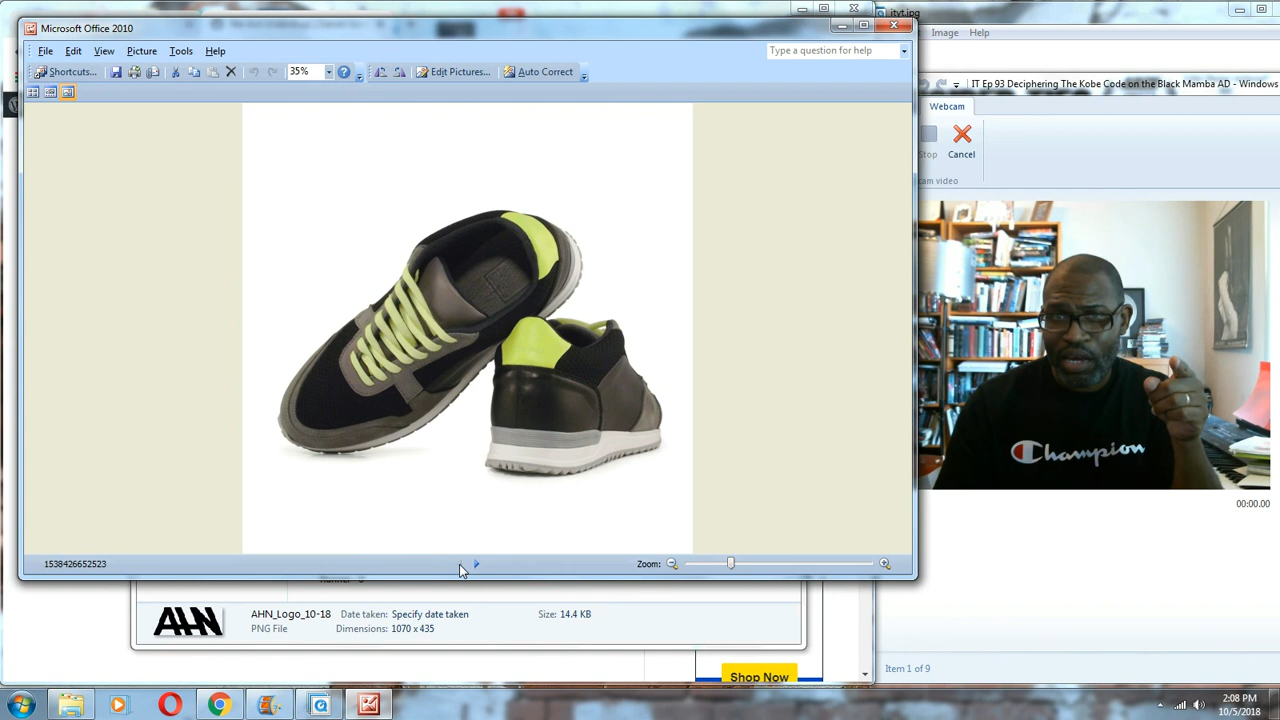 Microsoft Office 2010
File Edit View Picture Tools Help
Type a question for help
Shortcuts...
35%
Edit Pictures...
Auto Correct
1538426652523
Zoom:
AHN
AHN_Logo_10-18
PNG File
Date taken: Specify date taken
Dimensions: 1070 x 435
Size: 14.4 KB
Shop Now
Image Help
IT Ep 93 Deciphering The Kobe Code on the Black Mamba AD - Windows
Webcam
Stop
Cancel
cam video
Champion
00:00.00
Item 1 of 9
2:08 PM
10/5/2018